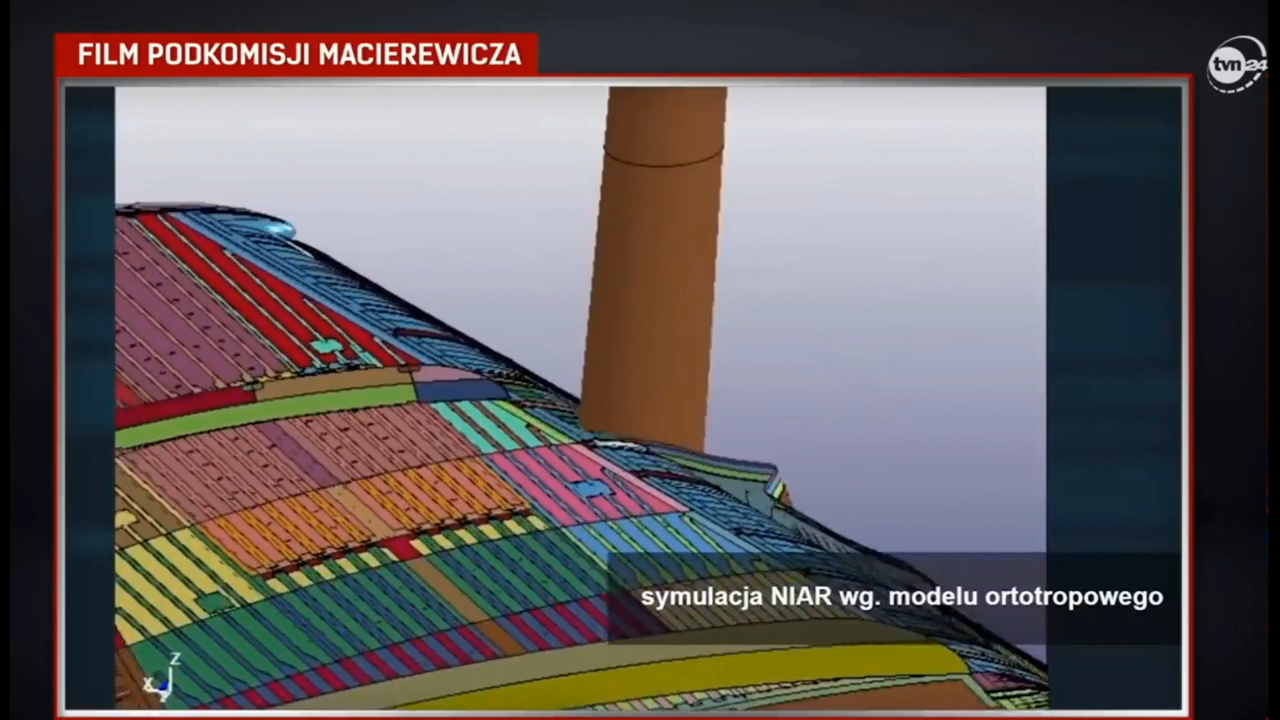 FILM PODKOMISJI MACIEREWICZA
tvn24
symulacja NIAR wg. modelu ortotropowego
Z
X
Y